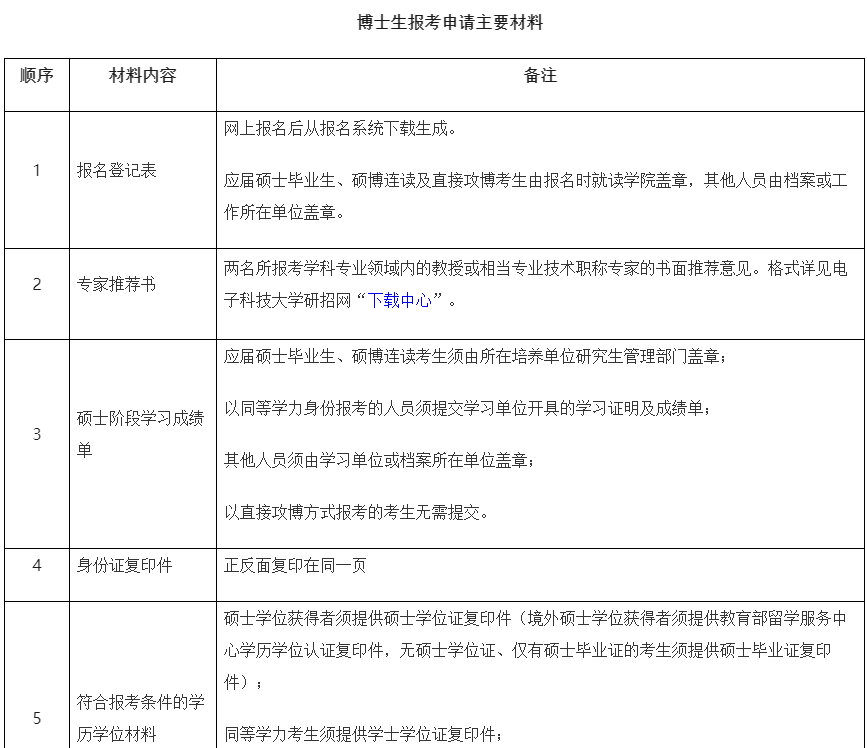 博士生报考申请主要材料
顺序 材料内容 备注
1 报名登记表
网上报名后从报名系统下载生成。
应届硕士毕业生、硕博连读及直接攻博考生由报名时就读学院盖章，其他人员由档案或工
作所在单位盖章。
2 专家推荐书
两名所报考学科专业领域内的教授或相当专业技术职称专家的书面推荐意见。格式详见电
子科技大学研招网“下载中心”。
3 硕士阶段学习成绩
单
应届硕士毕业生、硕博连读考生须由所在培养单位研究生管理部门盖章；
以同等学力身份报考的人员须提交学习单位开具的学习证明及成绩单；
其他人员须由学习单位或档案所在单位盖章；
以直接攻博方式报考的考生无需提交。
4 身份证复印件 正反面复印在同一页
5 符合报考条件的学
历学位材料
硕士学位获得者须提供硕士学位证复印件（境外硕士学位获得者须提供教育部留学服务中
心学历学位认证复印件，无硕士学位证、仅有硕士毕业证的考生须提供硕士毕业证复印
件）；
同等学力考生须提供学士学位证复印件；